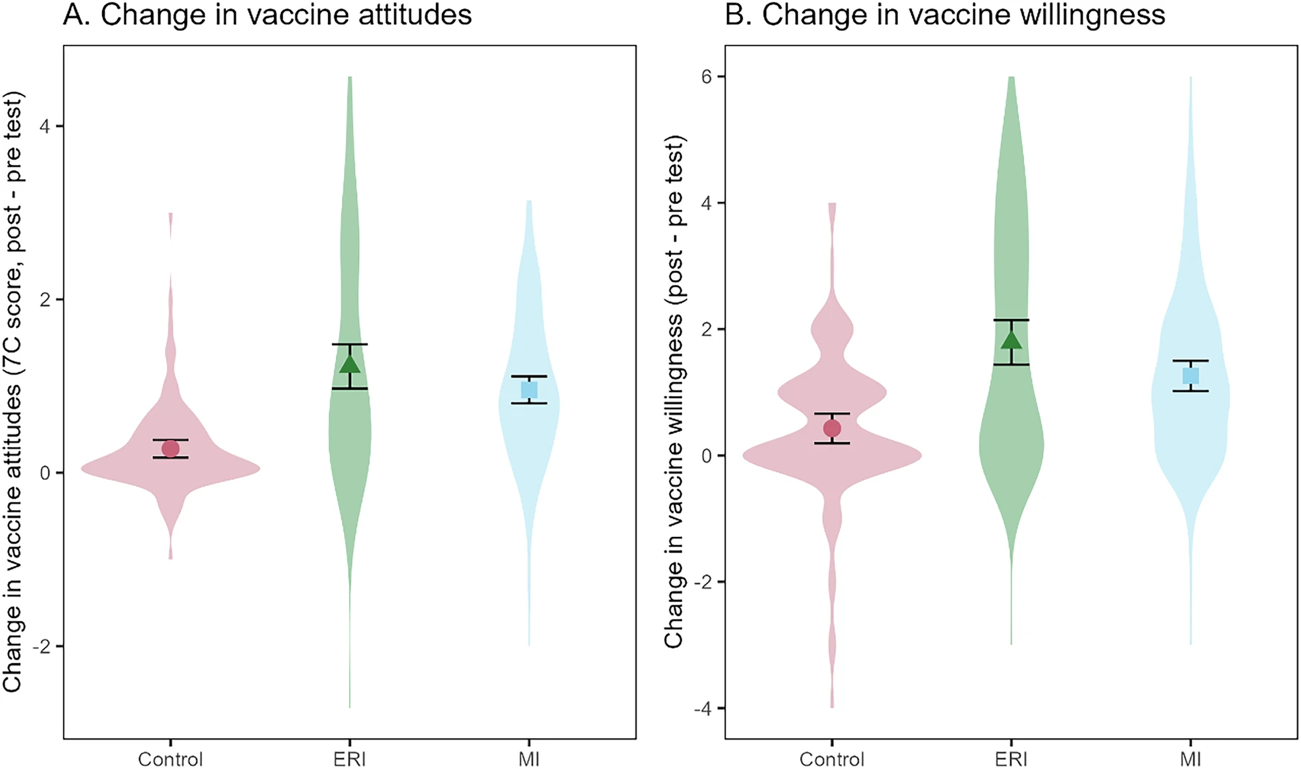 A. Change in vaccine attitudes
Change in vaccine attitudes (7C score, post - pre test)
4
2
0
-2
Control
ERI
MI
B. Change in vaccine willingness
Change in vaccine willingness (post - pre test)
6
4
2
0
-2
-4
Control
ERI
MI